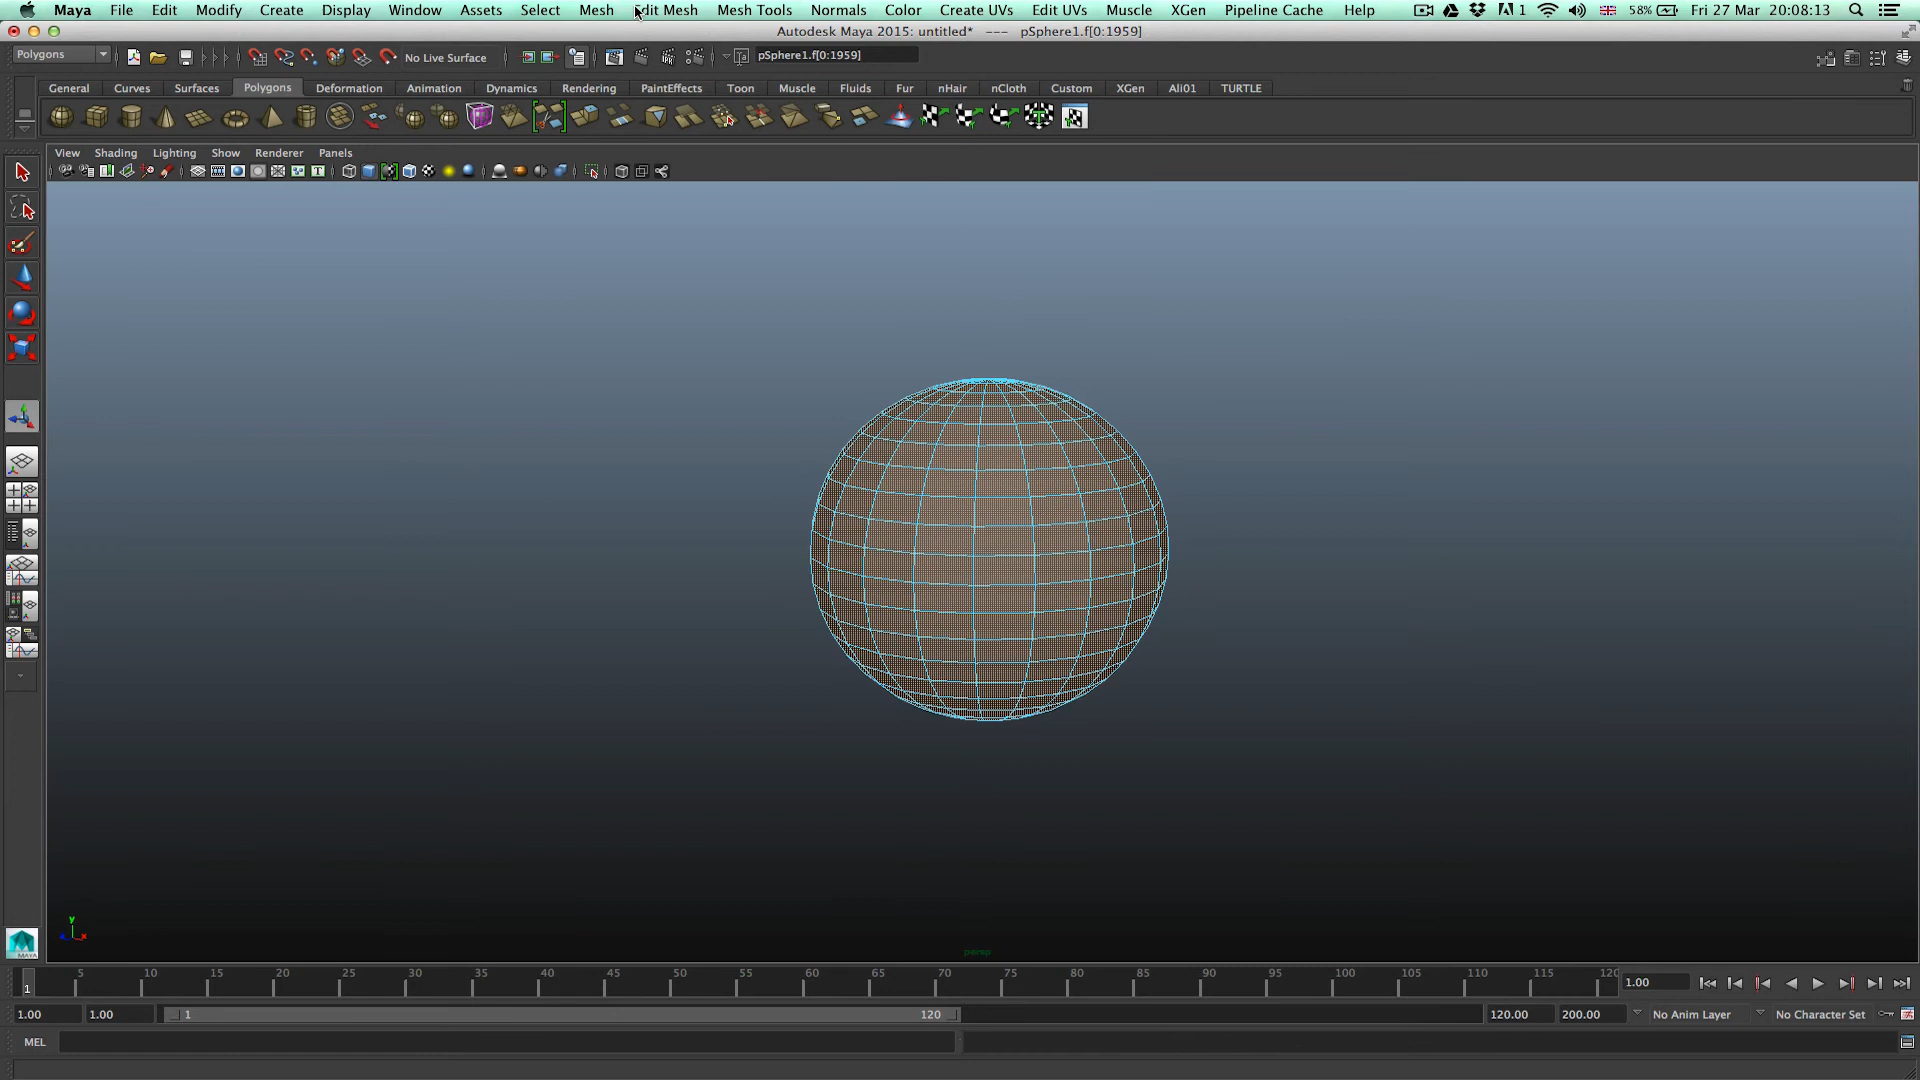 Maya File Edit Modify Create Display Window Assets Select Mesh Edit Mesh Mesh Tools Normals Color Create UVs Edit UVs Muscle XGen Pipeline Cache Help 1 58% Fri 27 Mar 20:08:13
Autodesk Maya 2015: untitled* --- pSphere1.f[0:1959]
Polygons No Live Surface pSphere1.f[0:1959]
General Curves Surfaces Polygons Deformation Animation Dynamics Rendering PaintEffects Toon Muscle Fluids Fur nHair nCloth Custom XGen Ali01 TURTLE
View Shading Lighting Show Renderer Panels
y
x
persp
MAYA
5 10 15 20 25 30 35 40 45 50 55 60 65 70 75 80 85 90 95 100 105 110 115 120
1 1.00
1.00 1.00 1 120 120.00 200.00 No Anim Layer No Character Set
MEL